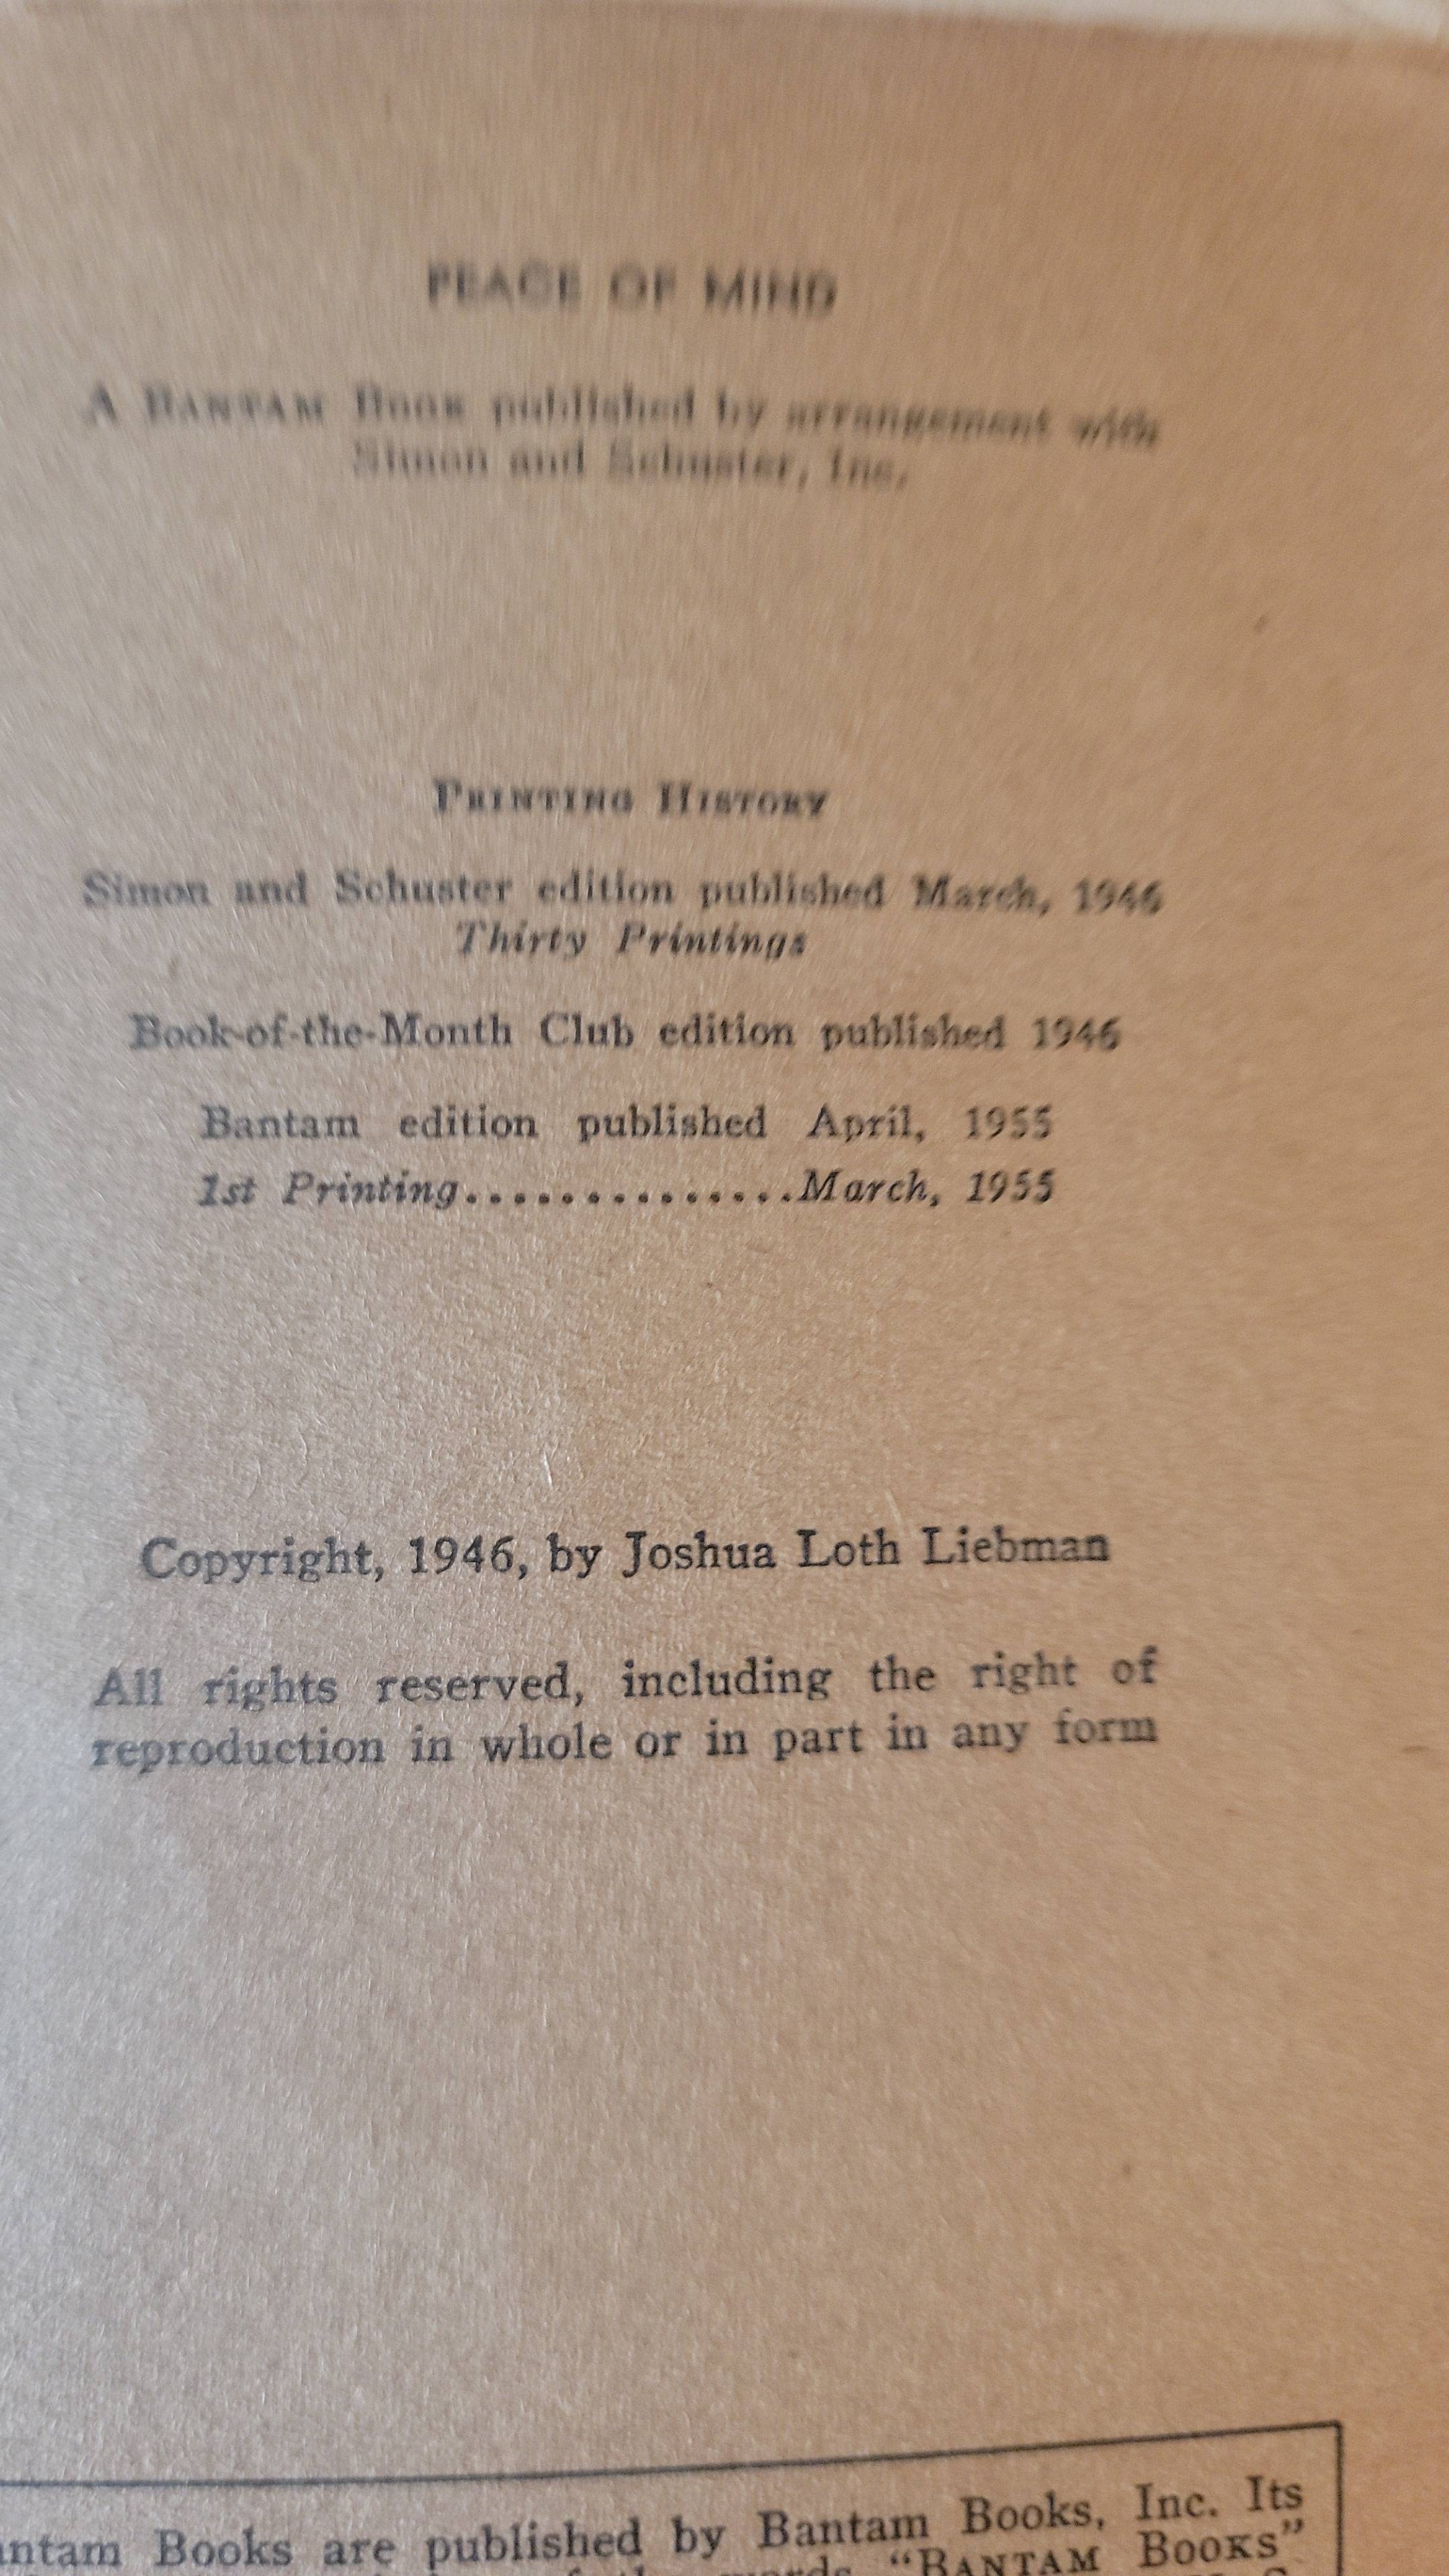 PEACE OF MIND
A BANTAM BOOK published by arrangement with
Simon and Schuster, Inc.
PRINTING HISTORY
Simon and Schuster edition published March, 1946
Thirty Printings
Book-of-the-Month Club edition published 1946
Bantam edition published April, 1955
1st Printing..............March, 1955
Copyright, 1946, by Joshua Loth Liebman
All rights reserved, including the right of
reproduction in whole or in part in any form
antam Books are published by Bantam Books, Inc. Its
words "BANTAM BOOKS"